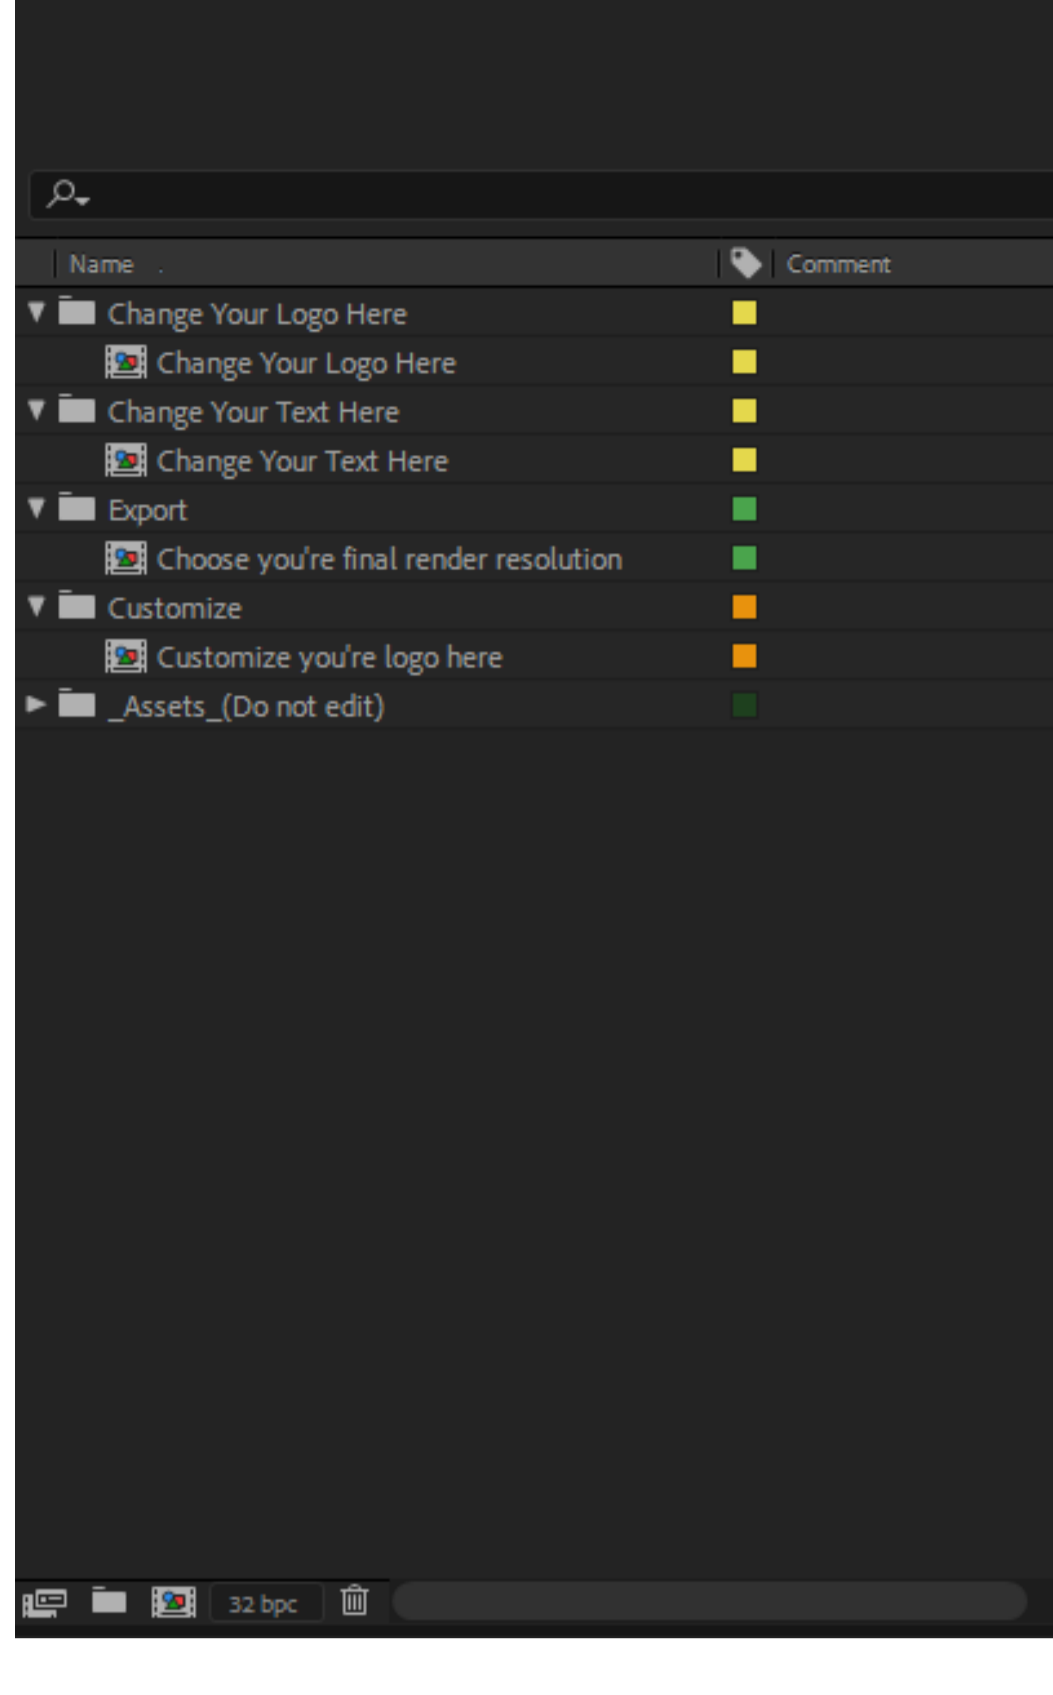 Name Comment
Change Your Logo Here
Change Your Logo Here
Change Your Text Here
Change Your Text Here
Export
Choose you're final render resolution
Customize
Customize you're logo here
_Assets_(Do not edit)
32 bpc